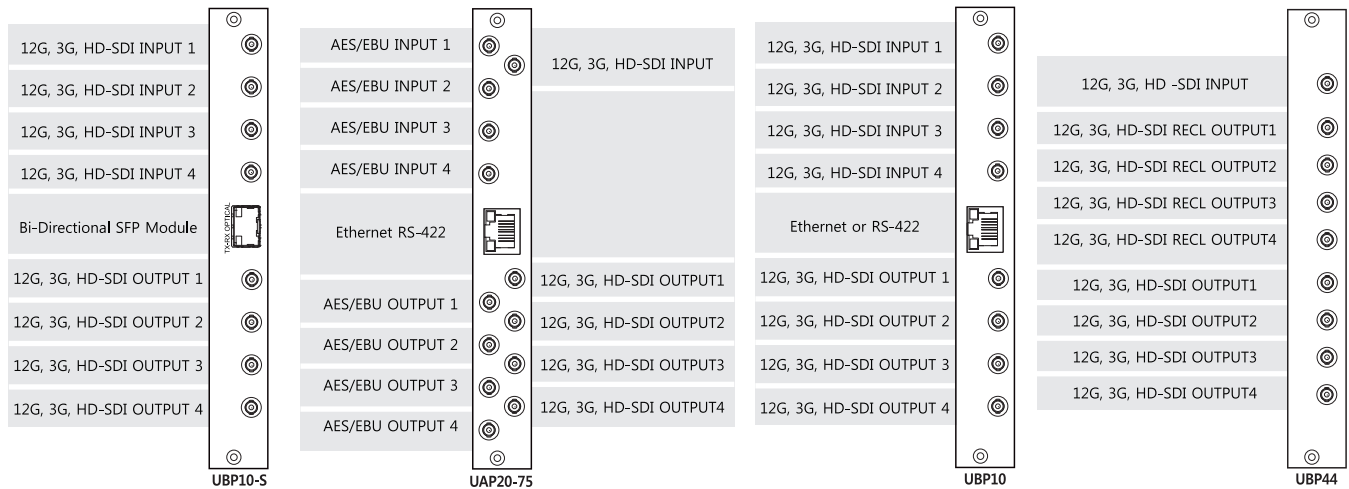 12G, 3G, HD-SDI INPUT 1
12G, 3G, HD-SDI INPUT 2
12G, 3G, HD-SDI INPUT 3
12G, 3G, HD-SDI INPUT 4
Bi-Directional SFP Module
TX-RX OPTICAL
12G, 3G, HD-SDI OUTPUT 1
12G, 3G, HD-SDI OUTPUT 2
12G, 3G, HD-SDI OUTPUT 3
12G, 3G, HD-SDI OUTPUT 4
UBP10-S
AES/EBU INPUT 1
AES/EBU INPUT 2
AES/EBU INPUT 3
AES/EBU INPUT 4
Ethernet RS-422
AES/EBU OUTPUT 1
AES/EBU OUTPUT 2
AES/EBU OUTPUT 3
AES/EBU OUTPUT 4
12G, 3G, HD-SDI INPUT
12G, 3G, HD-SDI OUTPUT1
12G, 3G, HD-SDI OUTPUT2
12G, 3G, HD-SDI OUTPUT3
12G, 3G, HD-SDI OUTPUT4
UAP20-75
12G, 3G, HD-SDI INPUT 1
12G, 3G, HD-SDI INPUT 2
12G, 3G, HD-SDI INPUT 3
12G, 3G, HD-SDI INPUT 4
Ethernet or RS-422
12G, 3G, HD-SDI OUTPUT 1
12G, 3G, HD-SDI OUTPUT 2
12G, 3G, HD-SDI OUTPUT 3
12G, 3G, HD-SDI OUTPUT 4
UBP10
12G, 3G, HD -SDI INPUT
12G, 3G, HD-SDI RECL OUTPUT1
12G, 3G, HD-SDI RECL OUTPUT2
12G, 3G, HD-SDI RECL OUTPUT3
12G, 3G, HD-SDI RECL OUTPUT4
12G, 3G, HD-SDI OUTPUT1
12G, 3G, HD-SDI OUTPUT2
12G, 3G, HD-SDI OUTPUT3
12G, 3G, HD-SDI OUTPUT4
UBP44